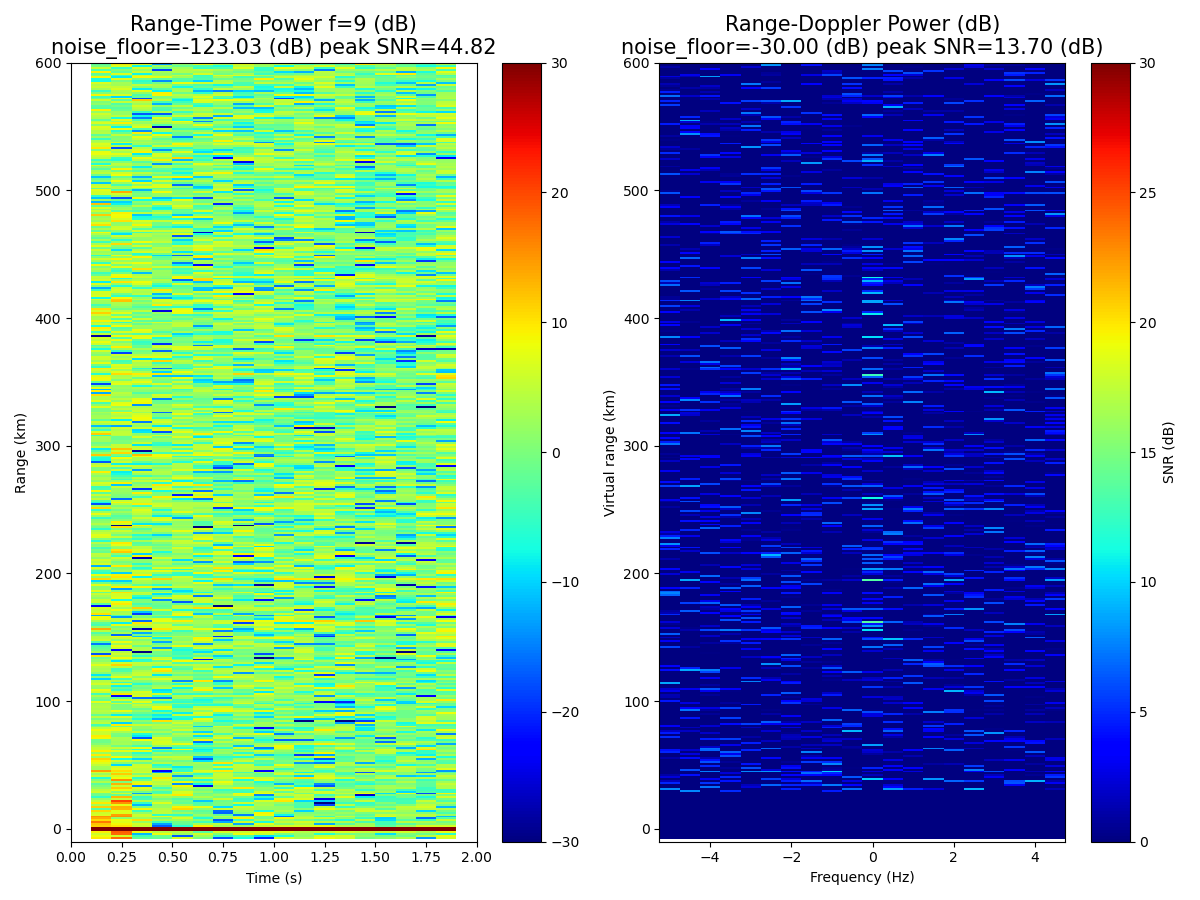 Range-Time Power f=9 (dB)
noise_floor=-123.03 (dB) peak SNR=44.82
Range-Doppler Power (dB)
noise_floor=-30.00 (dB) peak SNR=13.70 (dB)
600
500
400
300
200
100
0
Range (km)
0.00 0.25 0.50 0.75 1.00 1.25 1.50 1.75 2.00
Time (s)
30
20
10
0
−10
−20
−30
600
500
400
300
200
100
0
Virtual range (km)
−4 −2 0 2 4
Frequency (Hz)
30
25
20
15
10
5
0
SNR (dB)